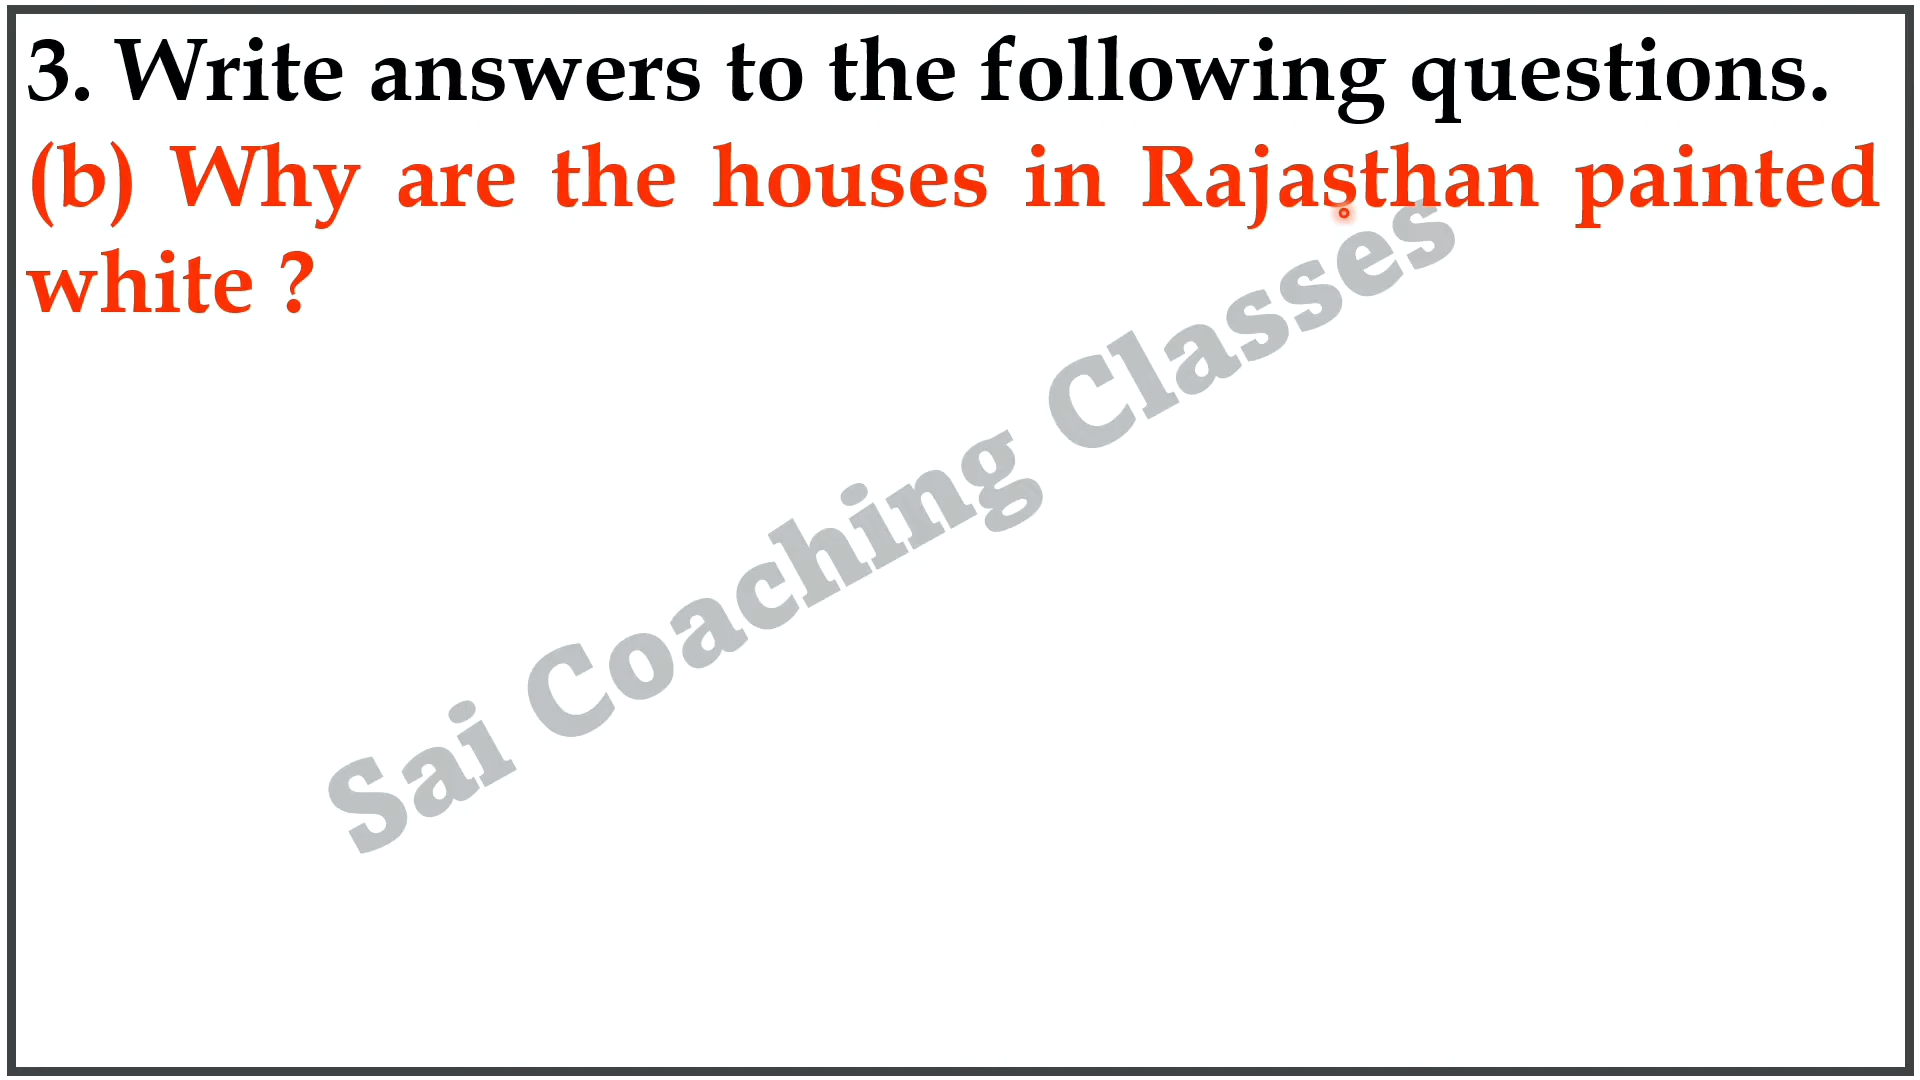 3. Write answers to the following questions.
(b) Why are the houses in Rajasthan painted
white ?
Sai Coaching Classes